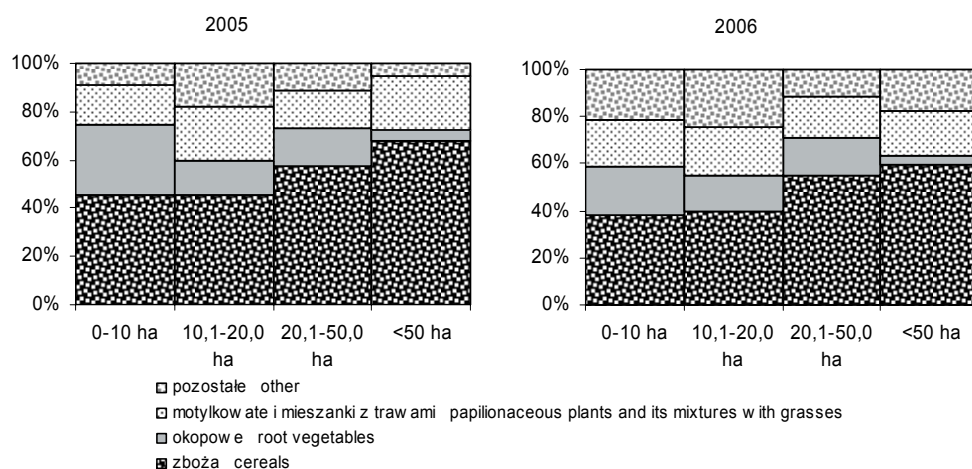 2005
100%
80%
60%
40%
20%
0%
0-10 ha
10,1-20,0 ha
20,1-50,0 ha
<50 ha
2006
100%
80%
60%
40%
20%
0%
0-10 ha
10,1-20,0 ha
20,1-50,0 ha
<50 ha
pozostałe other
motylkowate i mieszanki z trawami papilionaceous plants and its mixtures with grasses
okopowe root vegetables
zboża cereals